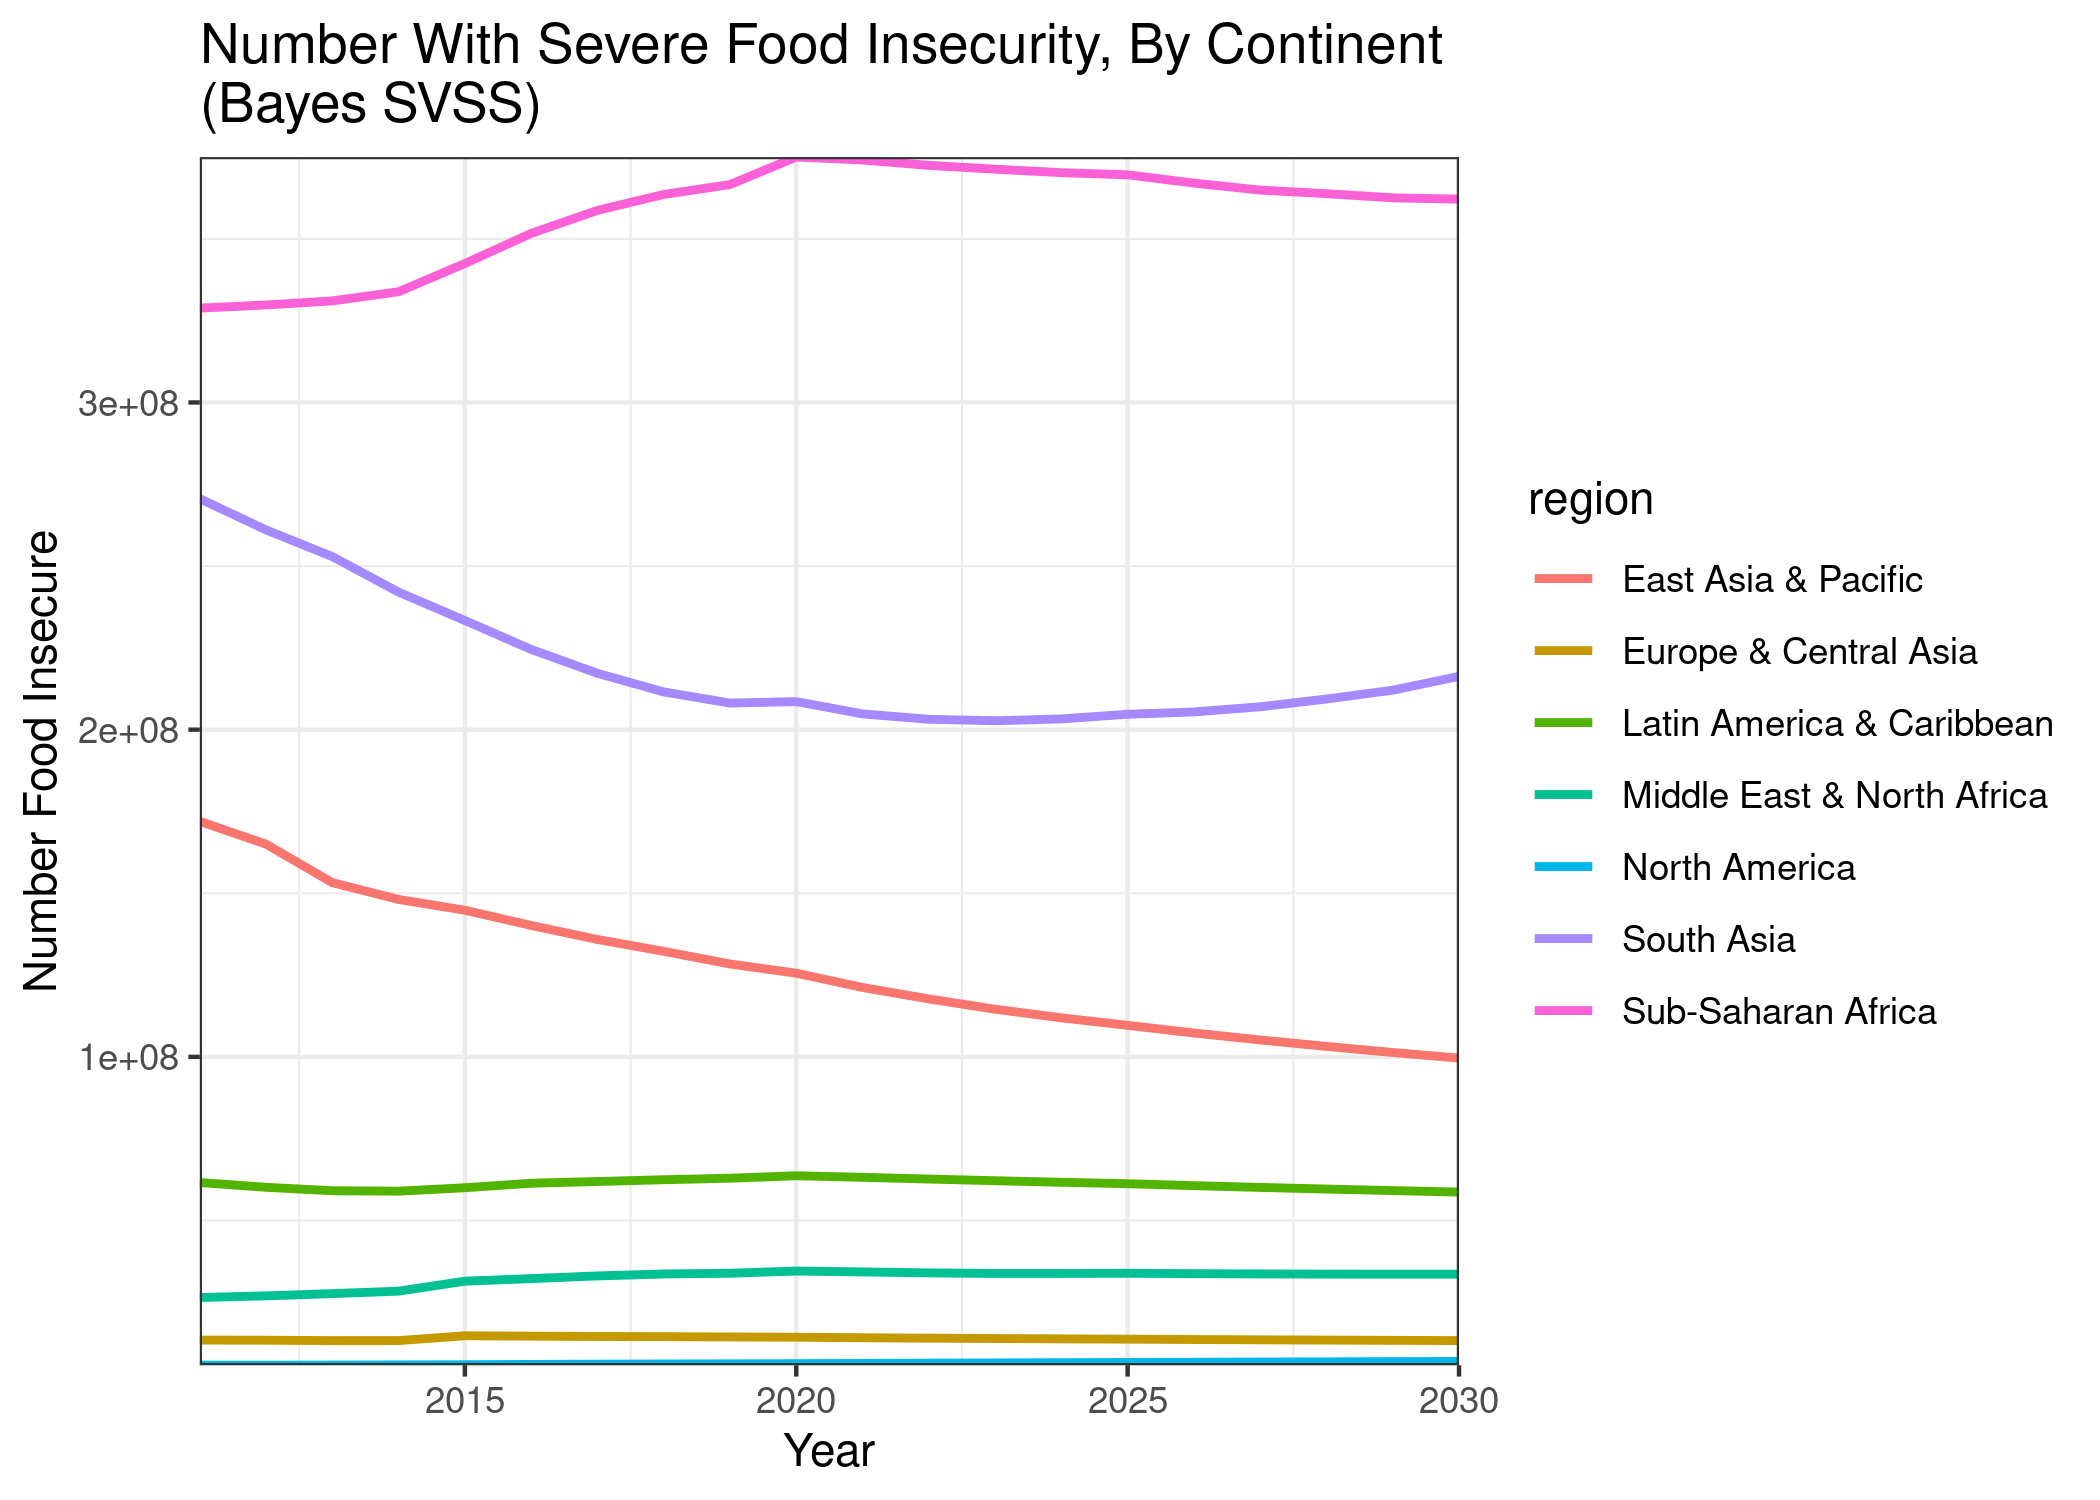 Number With Severe Food Insecurity, By Continent
(Bayes SVSS)
Number Food Insecure
3e+08
2e+08
1e+08
2015
2020
2025
2030
Year
region
East Asia & Pacific
Europe & Central Asia
Latin America & Caribbean
Middle East & North Africa
North America
South Asia
Sub-Saharan Africa